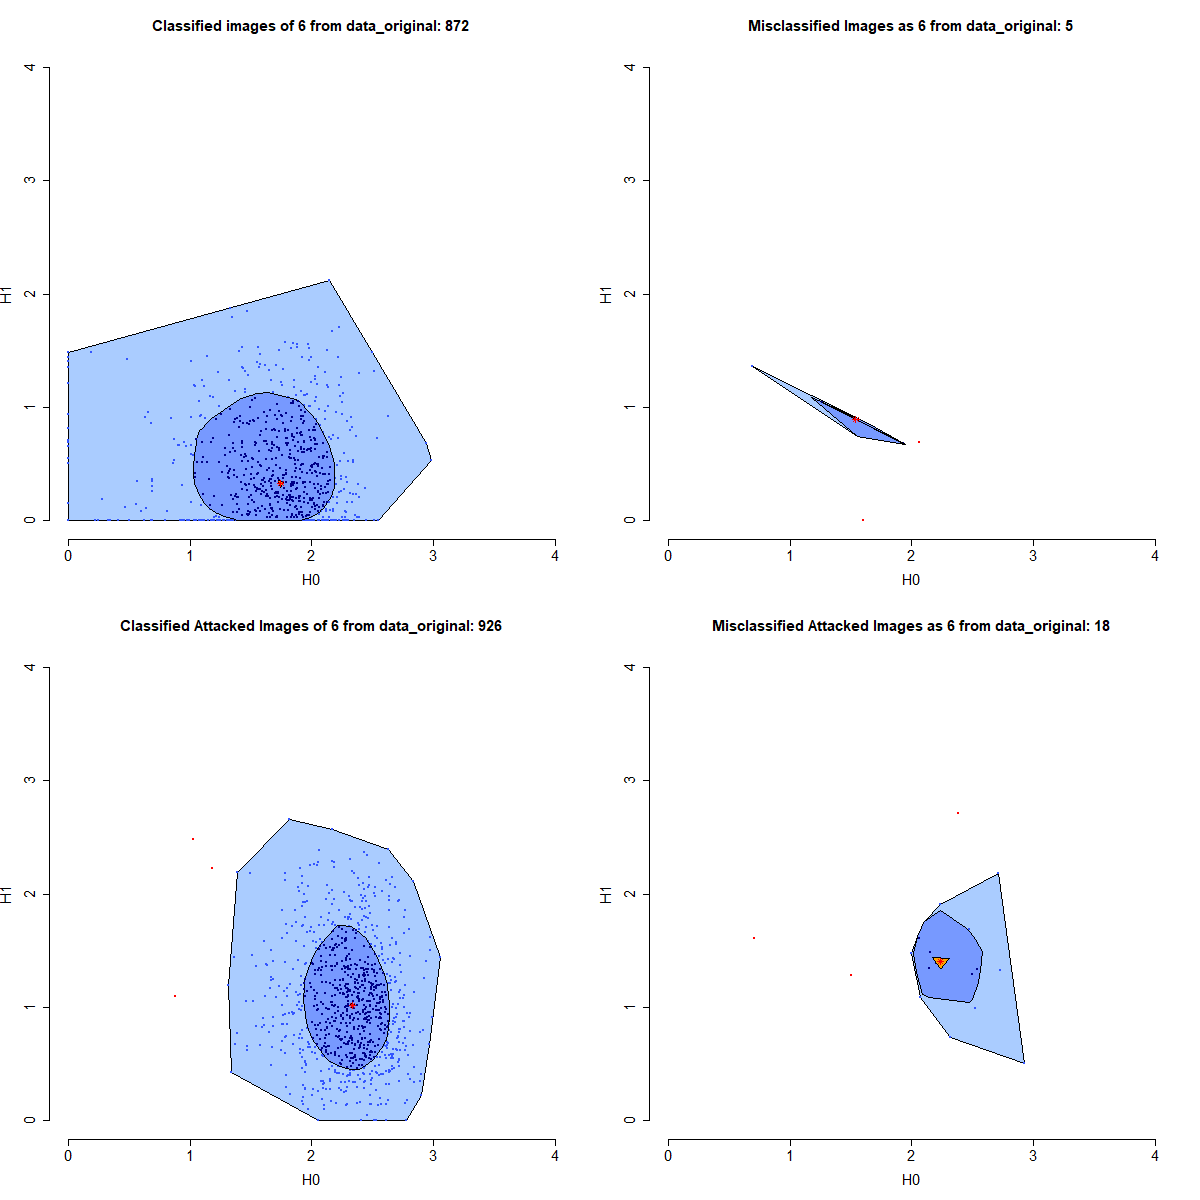 Classified images of 6 from data_original: 872
4
3
2
1
0
H1
0 1 2 3 4
H0
Misclassified Images as 6 from data_original: 5
4
3
2
1
0
H1
0 1 2 3 4
H0
Classified Attacked Images of 6 from data_original: 926
4
3
2
1
0
H1
0 1 2 3 4
H0
Misclassified Attacked Images as 6 from data_original: 18
4
3
2
1
0
H1
0 1 2 3 4
H0